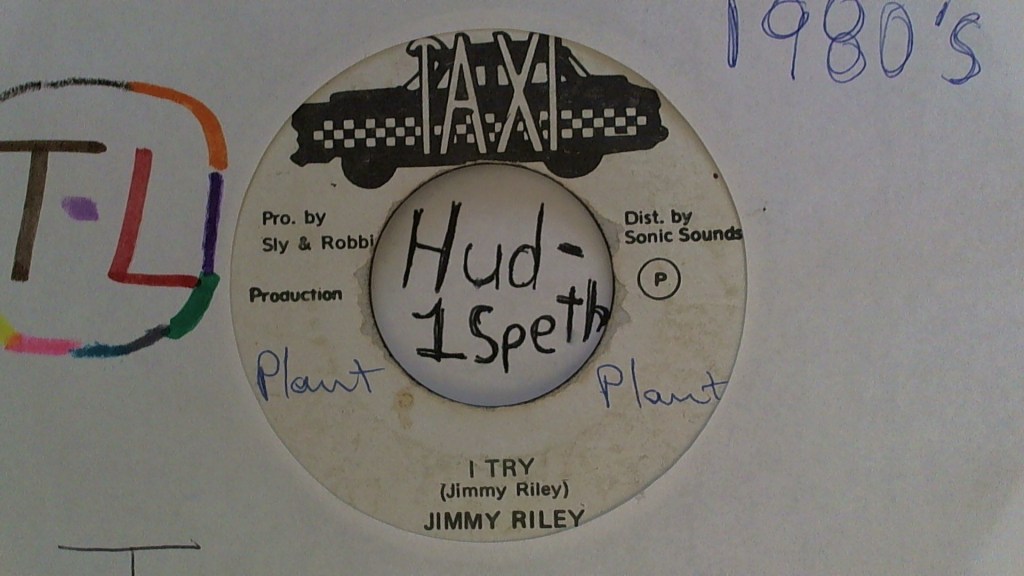 1980's
TAXI
T-L
Pro. by
Sly & Robbi
Production
Dist. by
Sonic Sounds
P
Hud-
1Speth
Plant
Plant
I TRY
(Jimmy Riley)
JIMMY RILEY